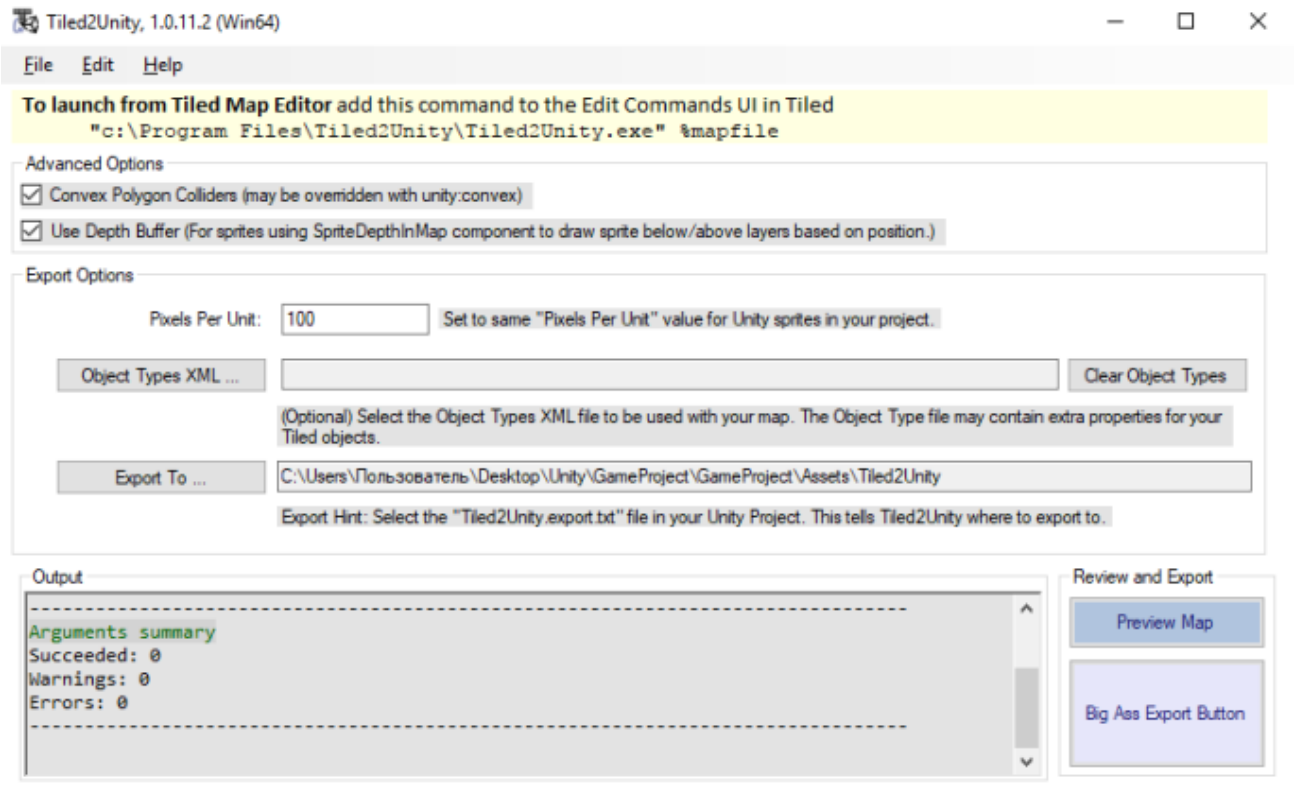 Tiled2Unity, 1.0.11.2 (Win64)
File Edit Help
To launch from Tiled Map Editor add this command to the Edit Commands UI in Tiled
"c:\Program Files\Tiled2Unity\Tiled2Unity.exe" %mapfile
Advanced Options
Convex Polygon Colliders (may be overridden with unity:convex)
Use Depth Buffer (For sprites using SpriteDepthInMap component to draw sprite below/above layers based on position.)
Export Options
Pixels Per Unit: 100 Set to same "Pixels Per Unit" value for Unity sprites in your project.
Object Types XML ... Clear Object Types
(Optional) Select the Object Types XML file to be used with your map. The Object Type file may contain extra properties for your
Tiled objects.
Export To ... C:\Users\Пользователь\Desktop\Unity\GameProject\GameProject\Assets\Tiled2Unity
Export Hint: Select the "Tiled2Unity.export.txt" file in your Unity Project. This tells Tiled2Unity where to export to.
Output
--------------------------------------------------------------------------------
Arguments summary
Succeeded: 0
Warnings: 0
Errors: 0
--------------------------------------------------------------------------------
Review and Export
Preview Map
Big Ass Export Button